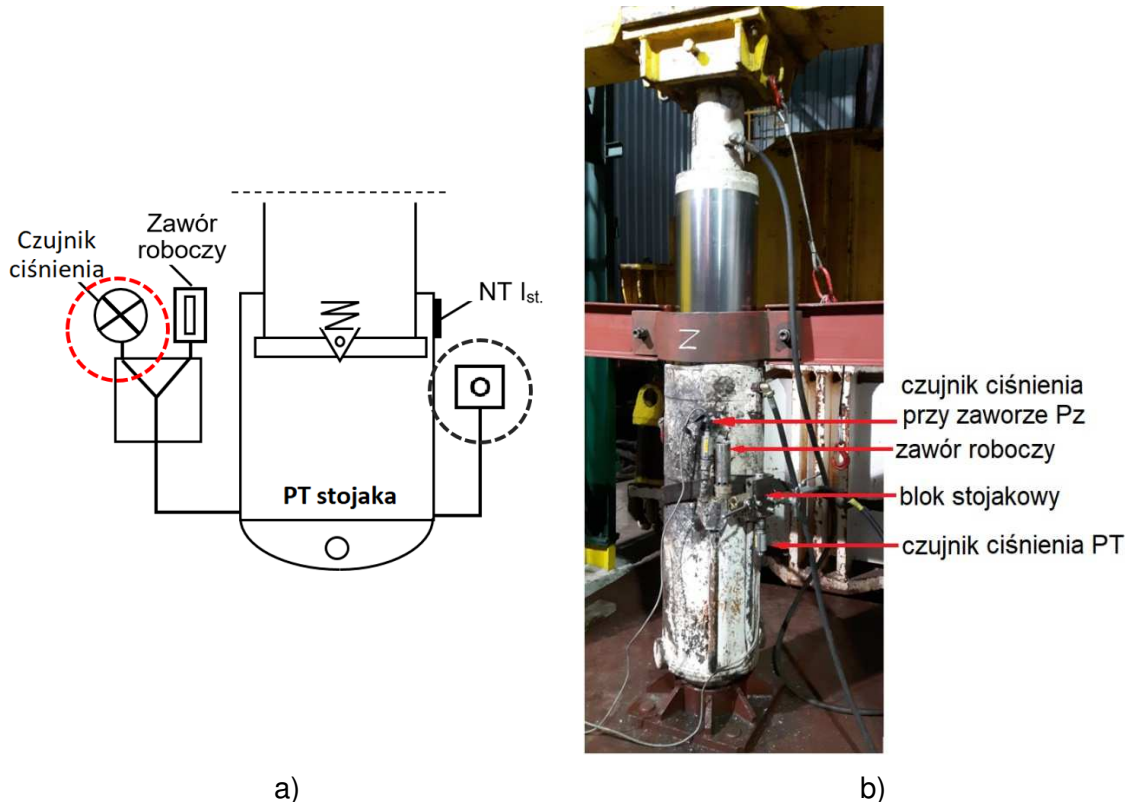 Czujnik
ciśnienia
Zawór
roboczy
NT I st.
PT stojaka
a)
Z
czujnik ciśnienia
przy zaworze Pz
zawór roboczy
blok stojakowy
czujnik ciśnienia PT
b)